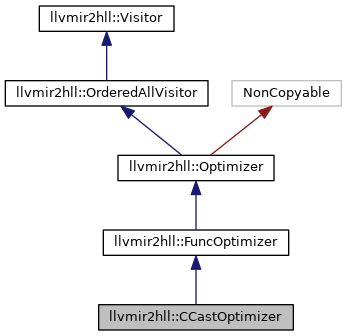 llvmir2hll::Visitor
llvmir2hll::OrderedAllVisitor
NonCopyable
llvmir2hll::Optimizer
llvmir2hll::FuncOptimizer
llvmir2hll::CCastOptimizer